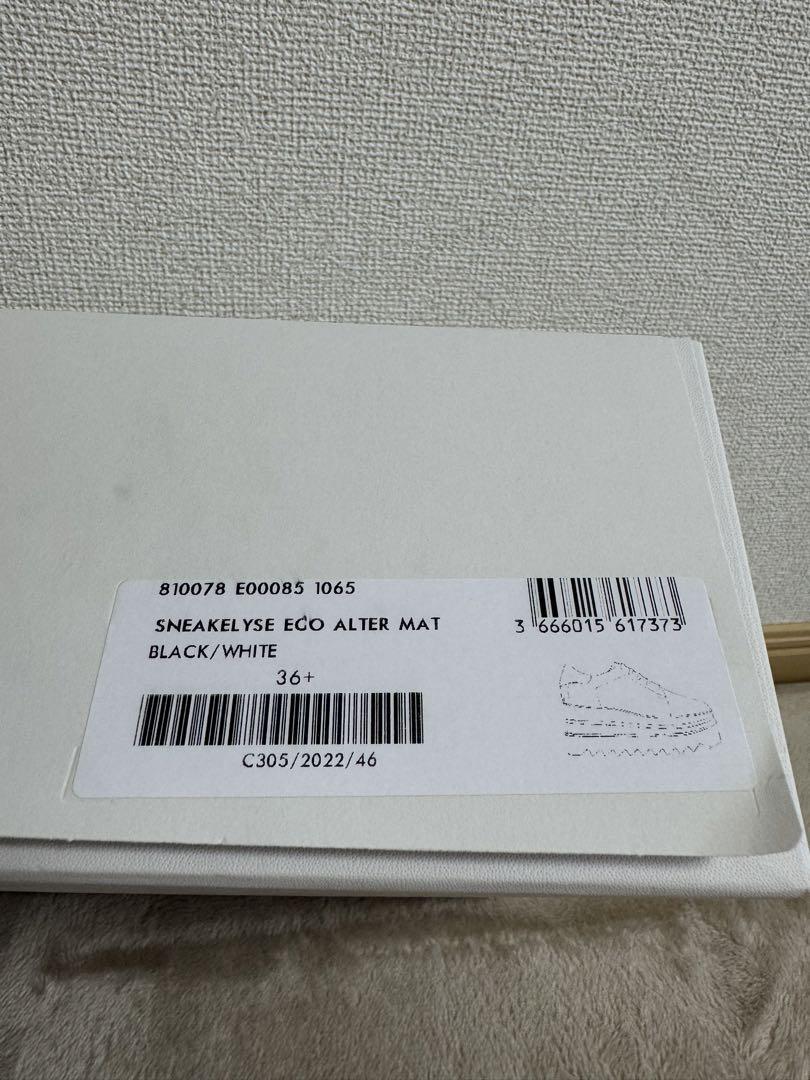 810078 E00085 1065
SNEAKELYSE ECO ALTER MAT
BLACK/WHITE
36+
C305/2022/46
3 666015 617373